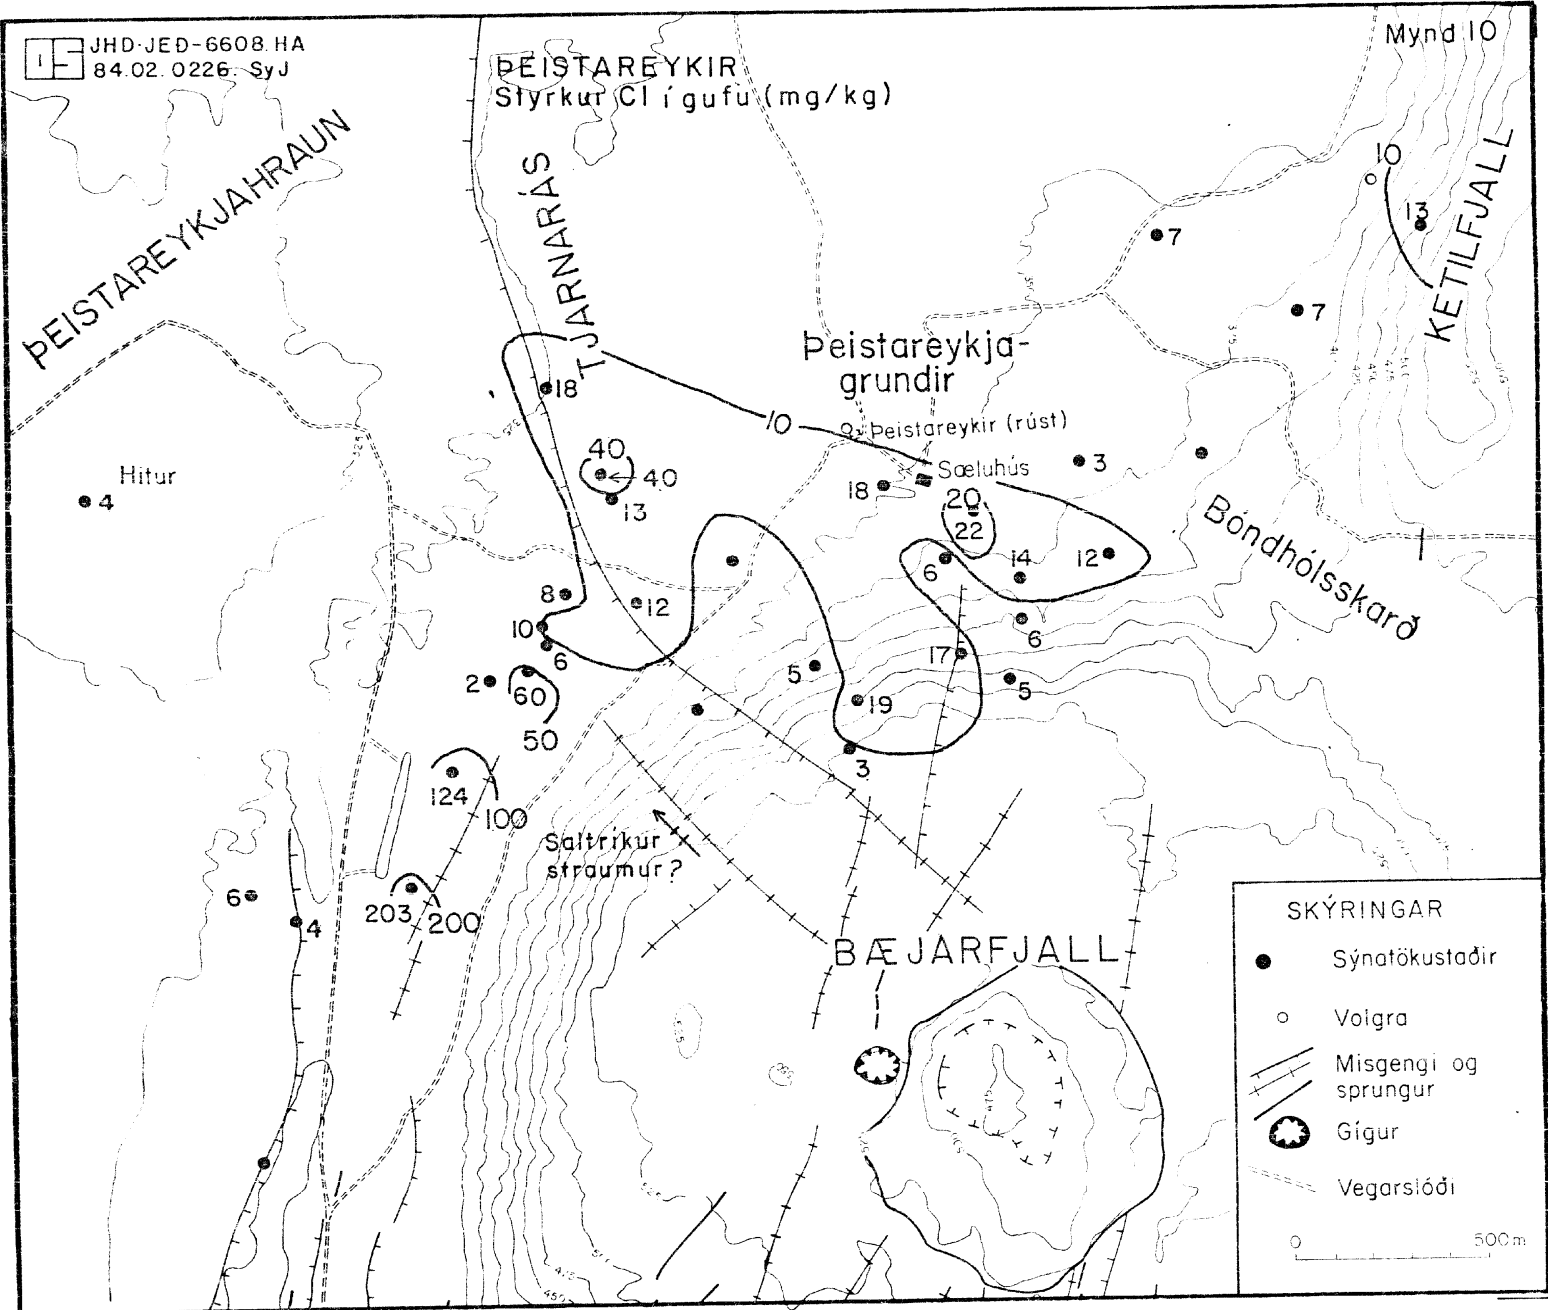 JHD-JED-6608.HA
84.02.0226. SyJ
Mynd 10
ÞEISTAREYKIR
Styrkur Cl í gufu (mg/kg)
ÞEISTAREYKJAHRAUN
TJARNARÁS
KETILFJALL
10
13
7
7
Þeistareykja-
grundir
18
10
Þeistareykir (rúst)
Hitur
4
40
40
13
Sæluhús
18
20
22
3
Bóndhólsskarð
12
14
6
8
12
10
6
6
17
5
5
2
60
50
19
3
124
100
Saltríkur
straumur?
6
4
203
200
BÆJARFJALL
SKÝRINGAR
Sýnatökustaðir
Volgra
Misgengi og
sprungur
Gígur
Vegarslóði
0
500m